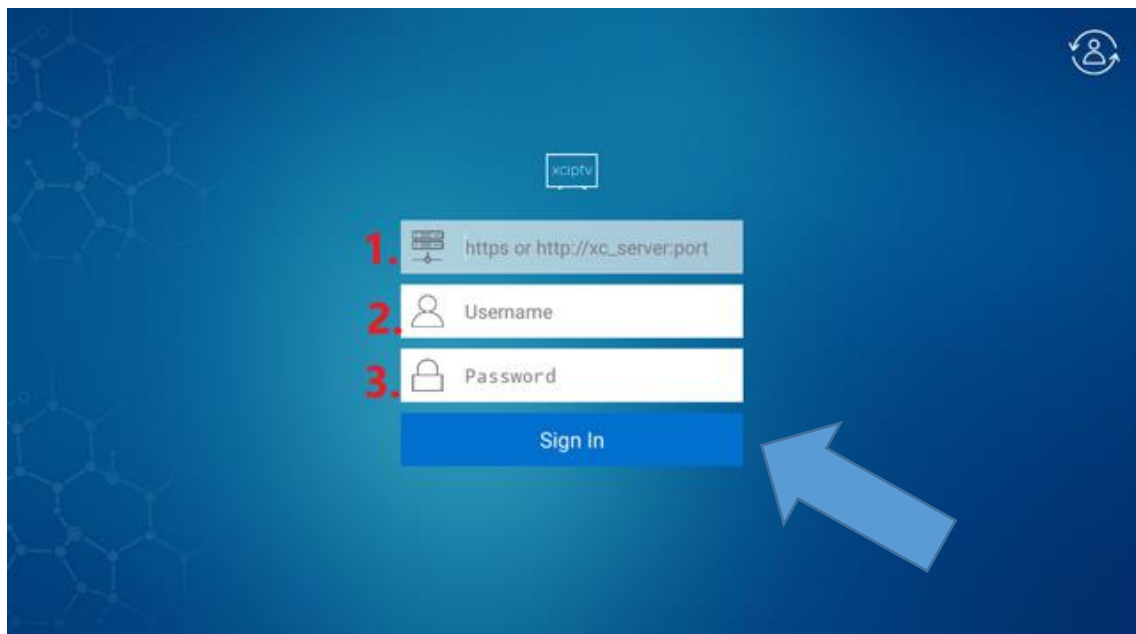 xciptv
1. https or http://xc_server:port
2. Username
3. Password
Sign In